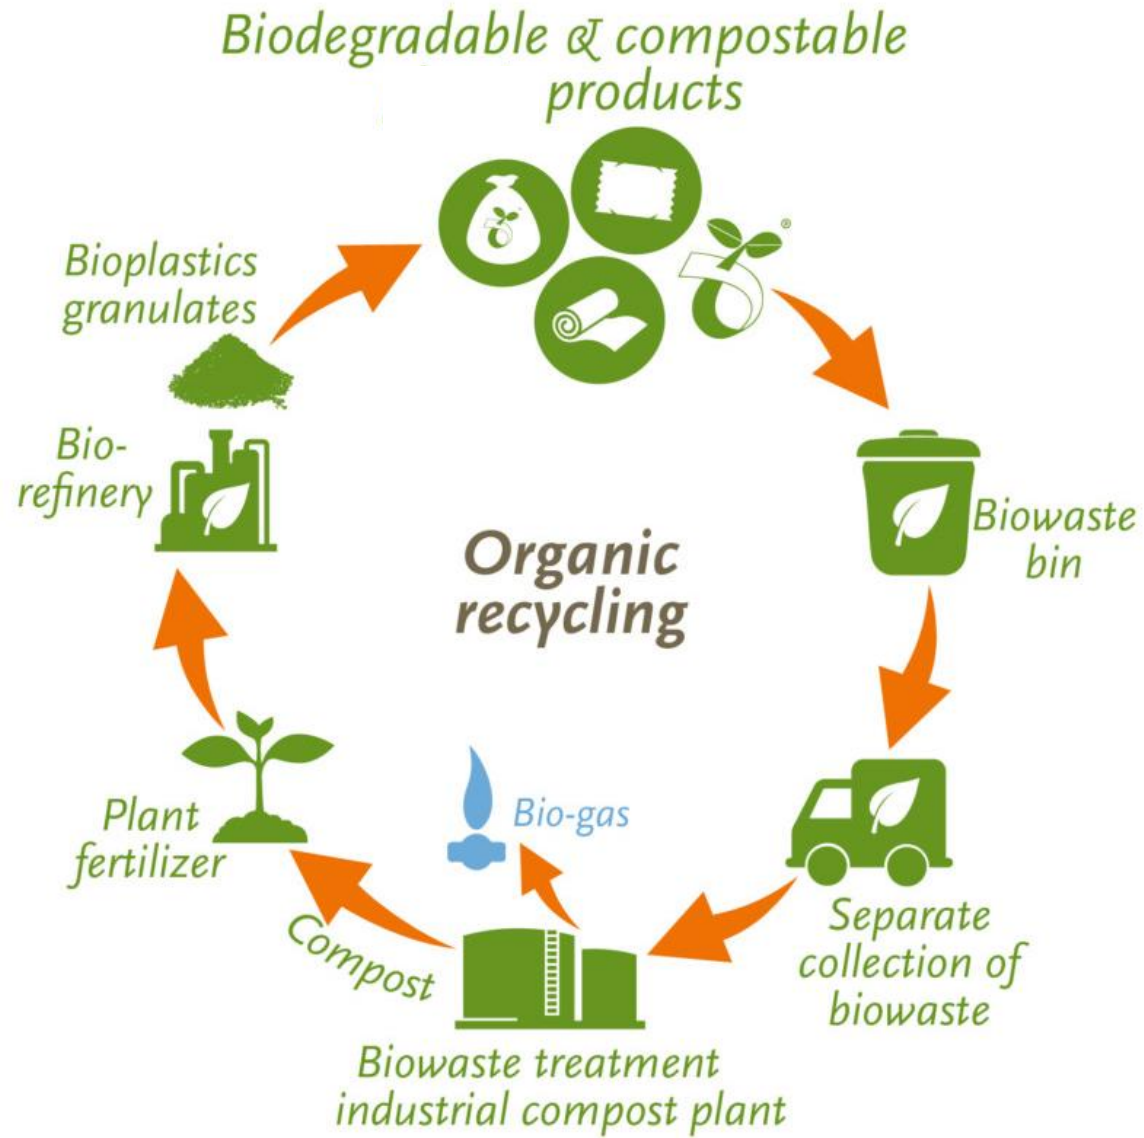 Biodegradable & compostable
products
®
Bioplastics
granulates
Bio-
refinery
Biowaste
bin
Organic
recycling
Plant
fertilizer
Bio-gas
Compost
Separate
collection of
biowaste
Biowaste treatment
industrial compost plant